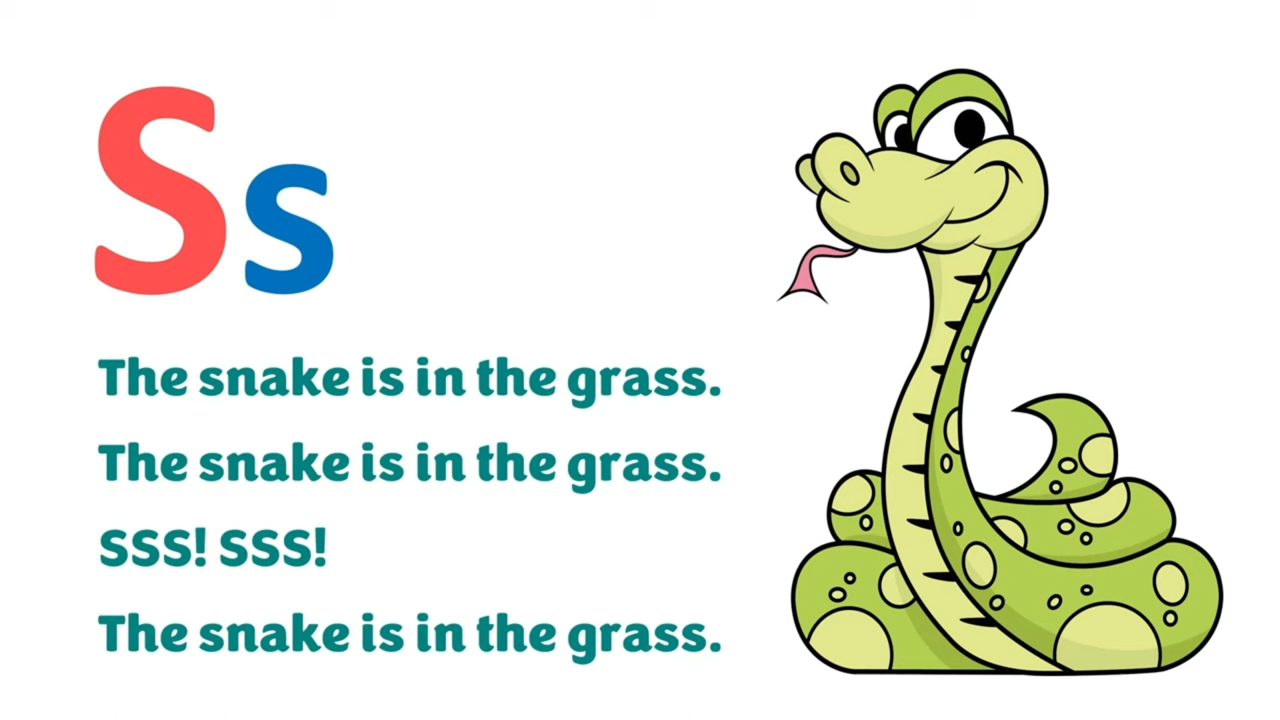 Ss
The snake is in the grass.
The snake is in the grass.
SSS! SSS!
The snake is in the grass.